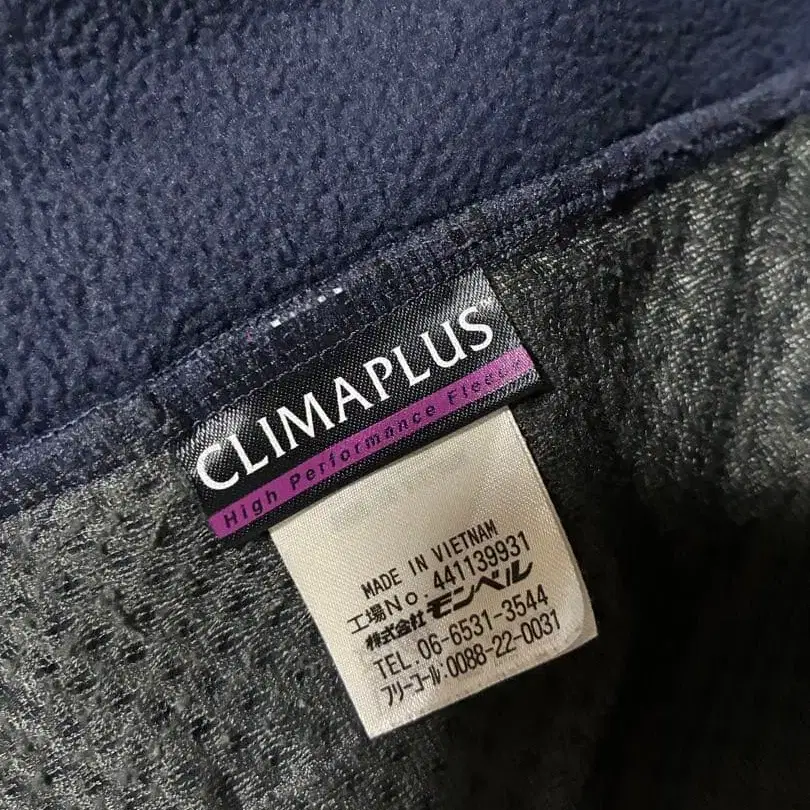 CLIMAPLUS™
High Performance Fleece
MADE IN VIETNAM
工場No. 441139931
株式会社 モンベル
TEL. 06-6531-3544
フリーコール:0088-22-0031